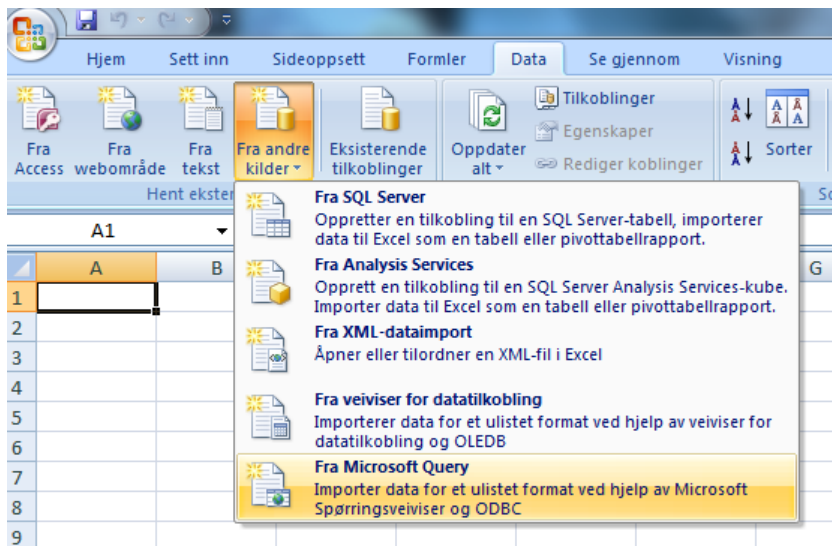 Hjem Sett inn Sideoppsett Formler Data Se gjennom Visning
Fra Access
Fra webområde
Fra tekst
Fra andre kilder
Eksisterende tilkoblinger
Oppdater alt
Tilkoblinger
Egenskaper
Rediger koblinger
Sorter
Hent ekster
A1
A B G
1
2
3
4
5
6
7
8
9
Fra SQL Server
Oppretter en tilkobling til en SQL Server-tabell, importerer
data til Excel som en tabell eller pivottabellrapport.
Fra Analysis Services
Opprett en tilkobling til en SQL Server Analysis Services-kube.
Importer data til Excel som en tabell eller pivottabellrapport.
Fra XML-dataimport
Åpner eller tilordner en XML-fil i Excel
Fra veiviser for datatilkobling
Importerer data for et ulistet format ved hjelp av veiviser for
datatilkobling og OLEDB
Fra Microsoft Query
Importer data for et ulistet format ved hjelp av Microsoft
Spørringsveiviser og ODBC